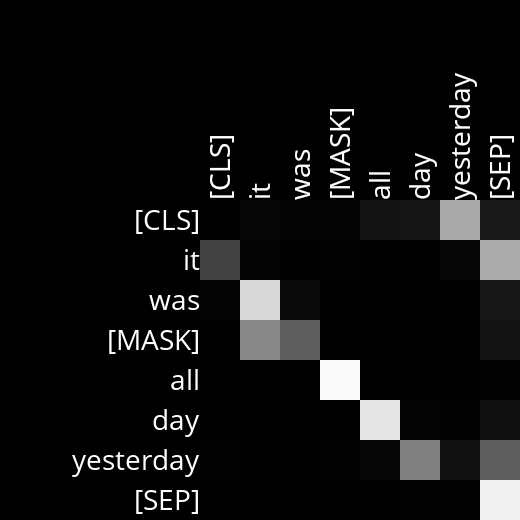 [CLS]
it
was
[MASK]
all
day
yesterday
[SEP]
[CLS]
it
was
[MASK]
all
day
yesterday
[SEP]